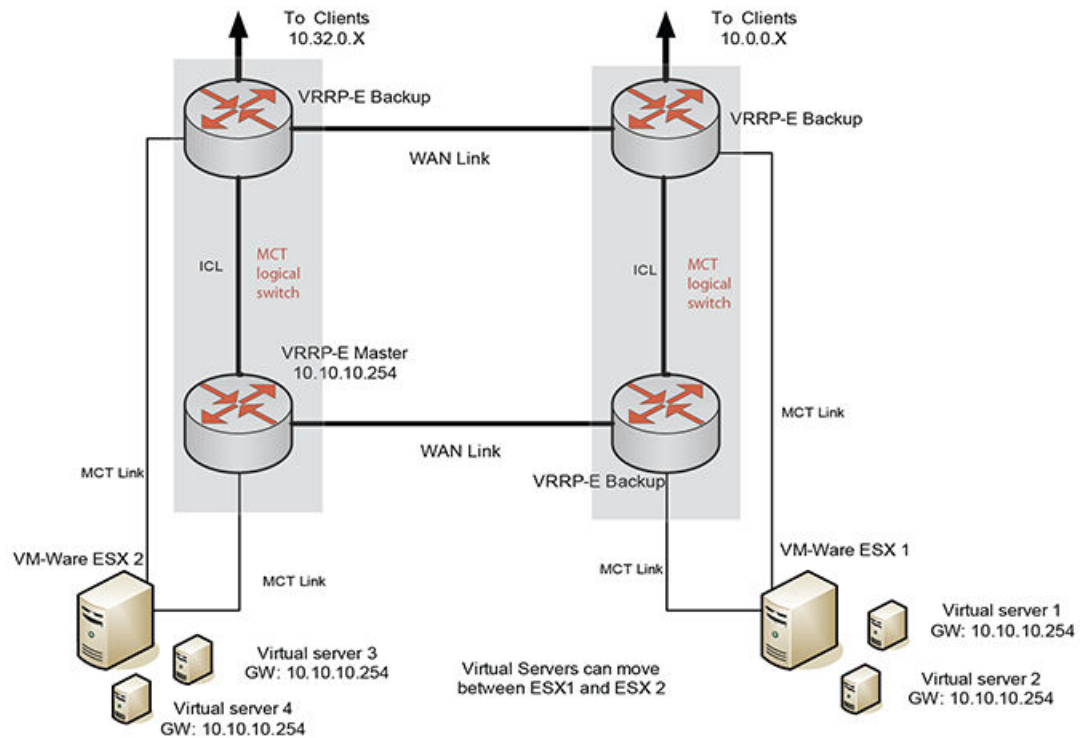 To Clients
10.32.0.X
To Clients
10.0.0.X
VRRP-E Backup
VRRP-E Backup
WAN Link
ICL
MCT
logical
switch
ICL
MCT
logical
switch
VRRP-E Master
10.10.10.254
MCT Link
WAN Link
MCT Link
VRRP-E Backup
VM-Ware ESX 2
VM-Ware ESX 1
MCT Link
MCT Link
Virtual server 1
GW: 10.10.10.254
Virtual server 3
GW: 10.10.10.254
Virtual Servers can move
between ESX1 and ESX 2
Virtual server 2
GW: 10.10.10.254
Virtual server 4
GW: 10.10.10.254